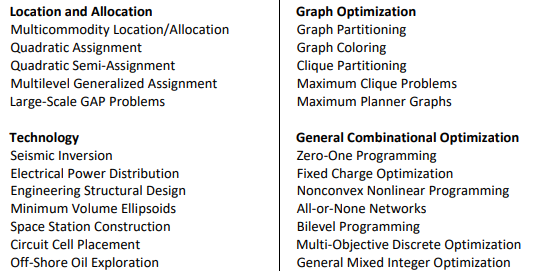 Location and Allocation
Multicommodity Location/Allocation
Quadratic Assignment
Quadratic Semi-Assignment
Multilevel Generalized Assignment
Large-Scale GAP Problems
Graph Optimization
Graph Partitioning
Graph Coloring
Clique Partitioning
Maximum Clique Problems
Maximum Planner Graphs
Technology
Seismic Inversion
Electrical Power Distribution
Engineering Structural Design
Minimum Volume Ellipsoids
Space Station Construction
Circuit Cell Placement
Off-Shore Oil Exploration
General Combinational Optimization
Zero-One Programming
Fixed Charge Optimization
Nonconvex Nonlinear Programming
All-or-None Networks
Bilevel Programming
Multi-Objective Discrete Optimization
General Mixed Integer Optimization